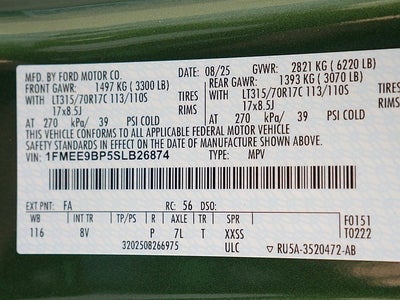 MFD. BY FORD MOTOR CO.
DATE: 08/25 GVWR: 2821 KG ( 6220 LB)
FRONT GAWR: 1497 KG ( 3300 LB) REAR GAWR: 1393 KG ( 3070 LB)
WITH LT315/70R17C 113/110S TIRES WITH LT315/70R17C 113/110S TIRES
17x8.5J RIMS 17x8.5J RIMS
AT 270 kPa/ 39 PSI COLD AT 270 kPa/ 39 PSI COLD
THIS VEHICLE CONFORMS TO ALL APPLICABLE FEDERAL MOTOR VEHICLE
SAFETY STANDARDS IN EFFECT ON THE DATE OF MANUFACTURE SHOWN ABOVE.
VIN: 1FMEE9BP5SLB26874 TYPE: MPV
EXT PNT: FA RC: 56 DSO:
WB INT TR TP/PS R AXLE TR SPR F0151
116 8V P 7L T XXSS T0222
3202508266975 ULC ▽ RU5A-3520472-AB